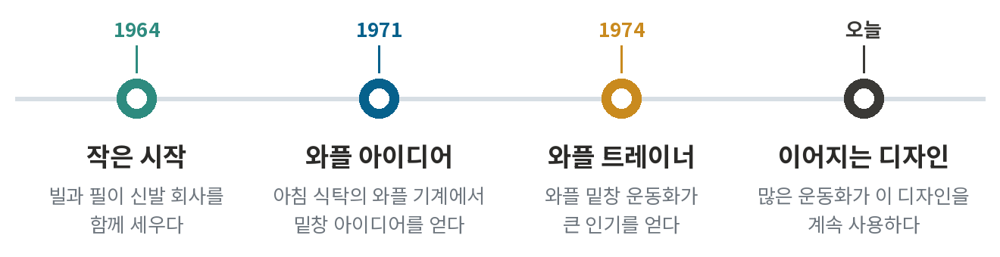 1964
작은 시작
빌과 필이 신발 회사를
함께 세우다
1971
와플 아이디어
아침 식탁의 와플 기계에서
밑창 아이디어를 얻다
1974
와플 트레이너
와플 밑창 운동화가
큰 인기를 얻다
오늘
이어지는 디자인
많은 운동화가 이 디자인을
계속 사용하다